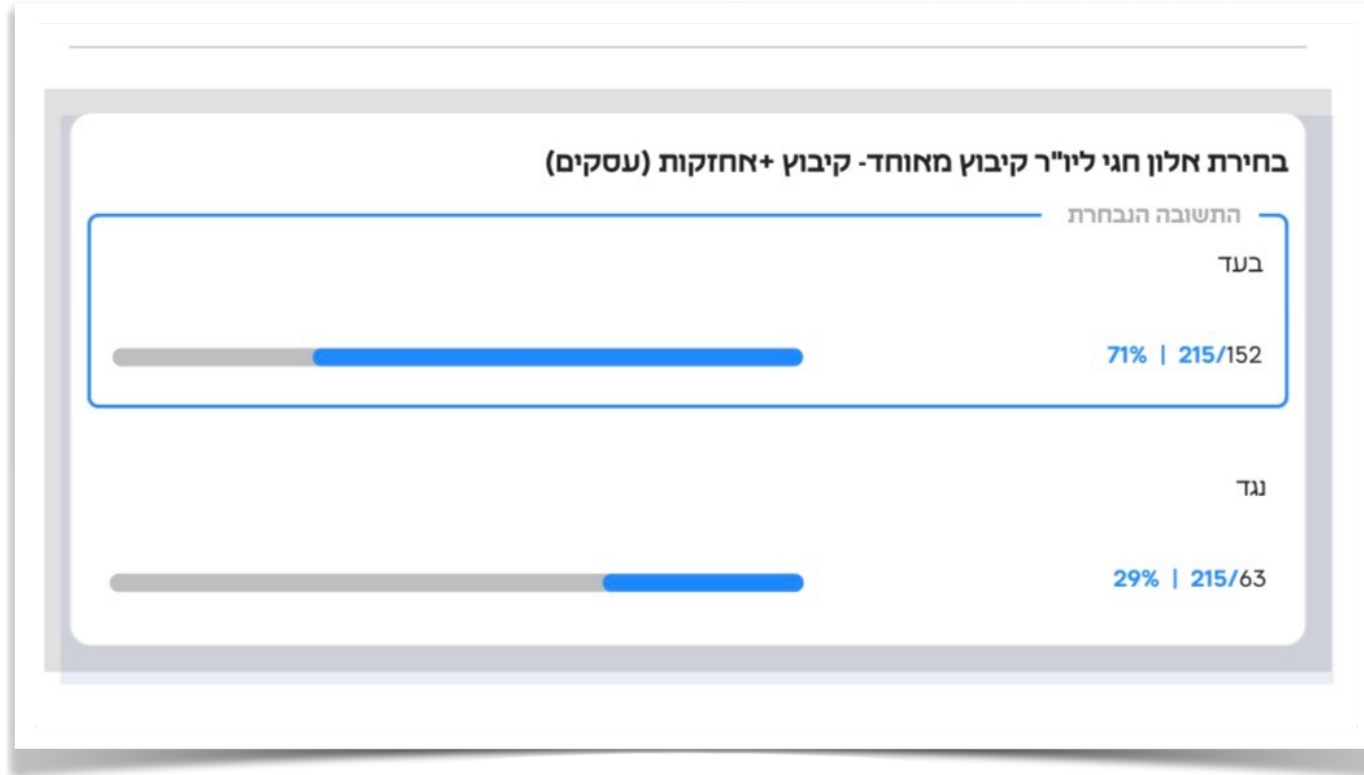 בחירת אלון חגי ליו"ר קיבוץ מאוחד- קיבוץ +אחזקות (עסקים)
התשובה הנבחרת
בעד
71% | 215/152
נגד
29% | 215/63